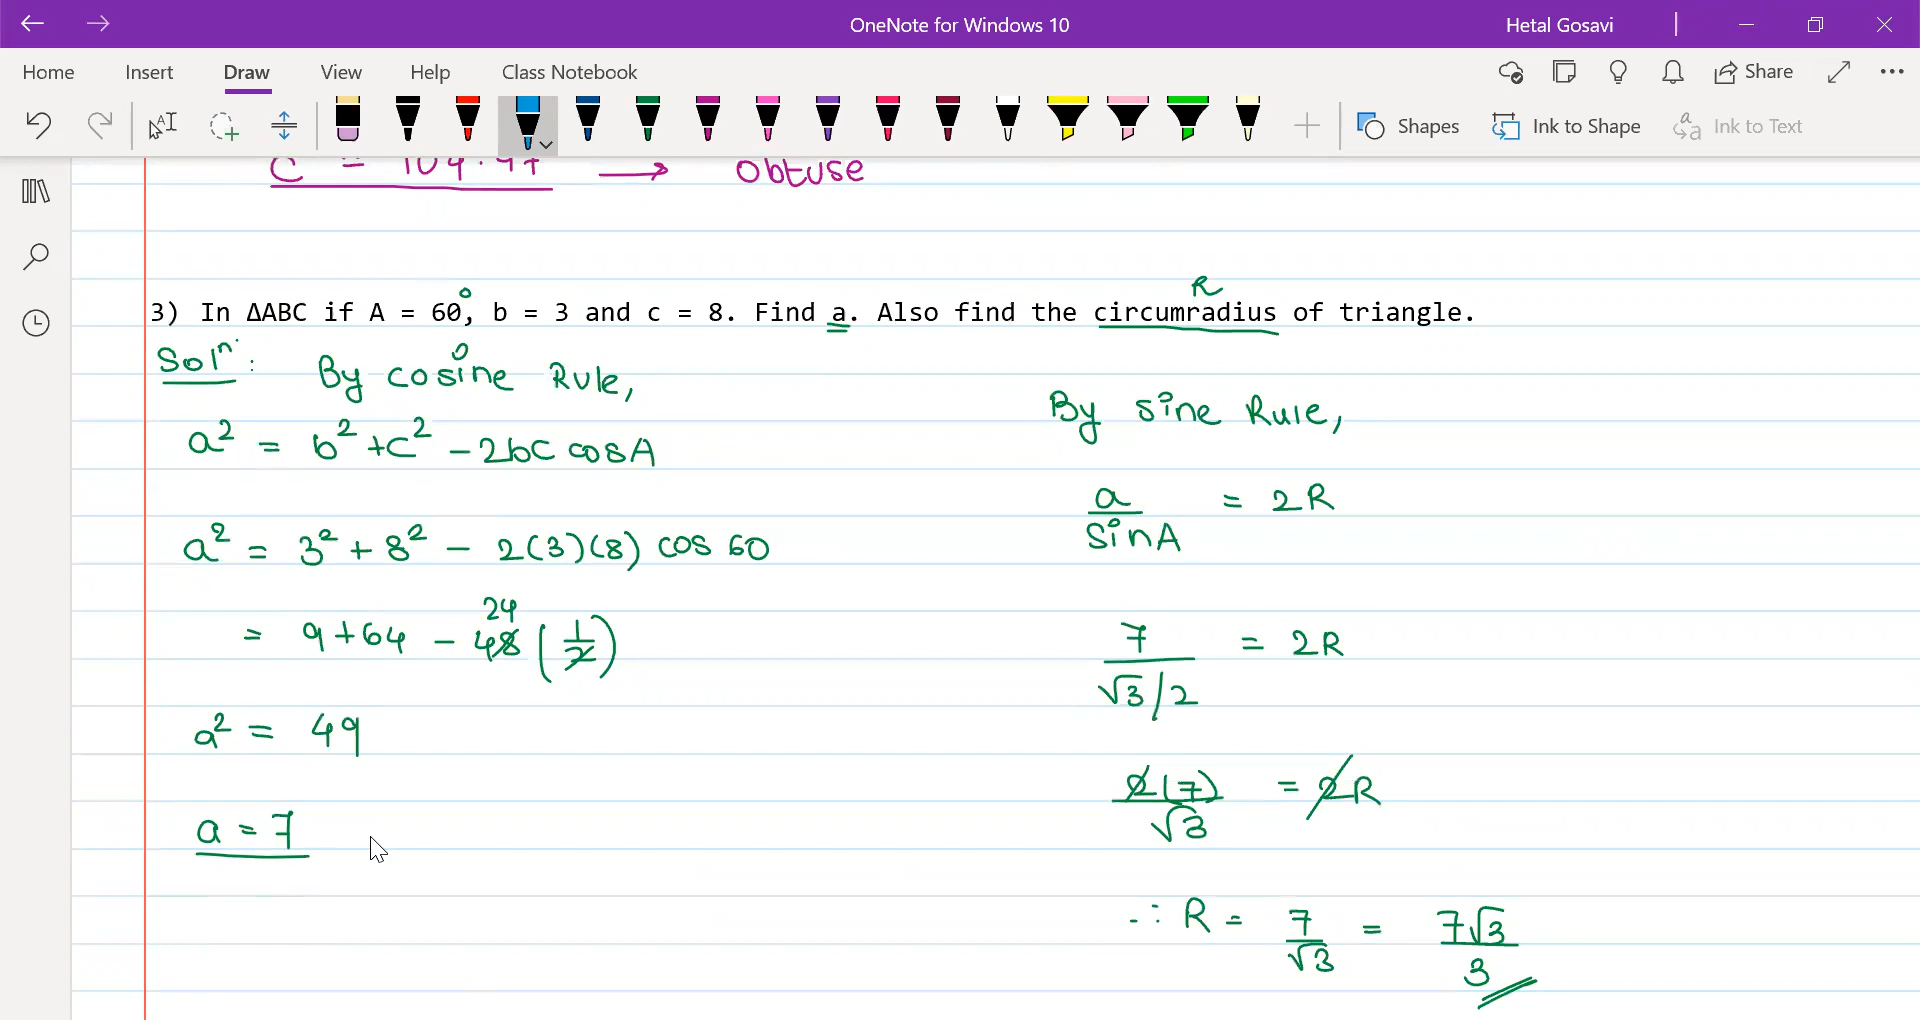 OneNote for Windows 10
Hetal Gosavi
Home Insert Draw View Help Class Notebook
Share
Shapes Ink to Shape Ink to Text
C = 104.47 → obtuse
R
3) In ΔABC if A = 60°, b = 3 and c = 8. Find a. Also find the circumradius of triangle.
Solⁿ: By cosine Rule,
a² = b² + c² - 2bc cosA
a² = 3² + 8² - 2(3)(8) cos 60
24
= 9+64 - 48 (1/2)
a² = 49
a = 7
By sine Rule,
a/sinA = 2R
7/(√3/2) = 2R
2(7)/√3 = 2R
∴ R = 7/√3 = 7√3/3